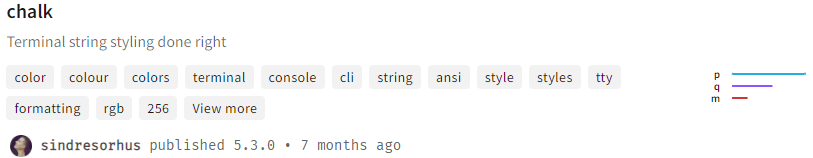 chalk
Terminal string styling done right
color colour colors terminal console cli string ansi style styles tty
formatting rgb 256 View more
sindresorhus published 5.3.0 • 7 months ago
p
q
m